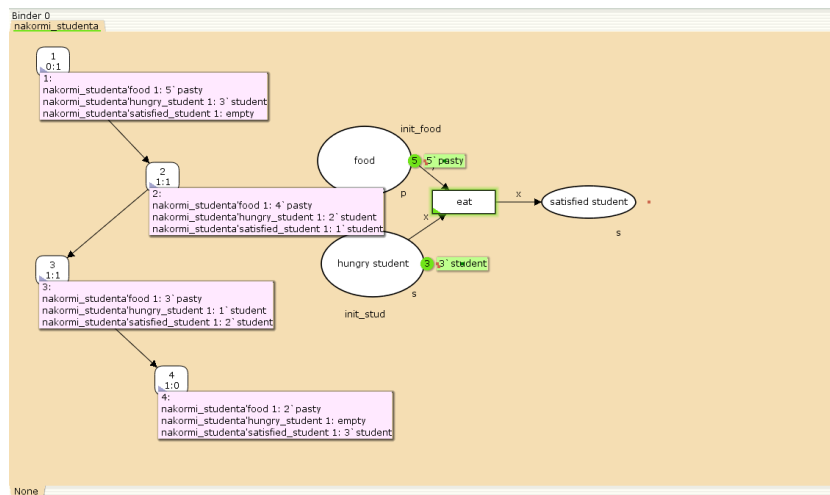 Binder 0
nakormi_studenta
1
0:1
1:
nakormi_studenta'food 1: 5`pasty
nakormi_studenta'hungry_student 1: 3`student
nakormi_studenta'satisfied_student 1: empty
2
1:1
2:
nakormi_studenta'food 1: 4`pasty
nakormi_studenta'hungry_student 1: 2`student
nakormi_studenta'satisfied_student 1: 1`student
3
1:1
3:
nakormi_studenta'food 1: 3`pasty
nakormi_studenta'hungry_student 1: 1`student
nakormi_studenta'satisfied_student 1: 2`student
4
1:0
4:
nakormi_studenta'food 1: 2`pasty
nakormi_studenta'hungry_student 1: empty
nakormi_studenta'satisfied_student 1: 3`student
init_food
food
5
5`pasty
p
eat
x
x
satisfied student
s
hungry student
3
3`student
s
init_stud
None